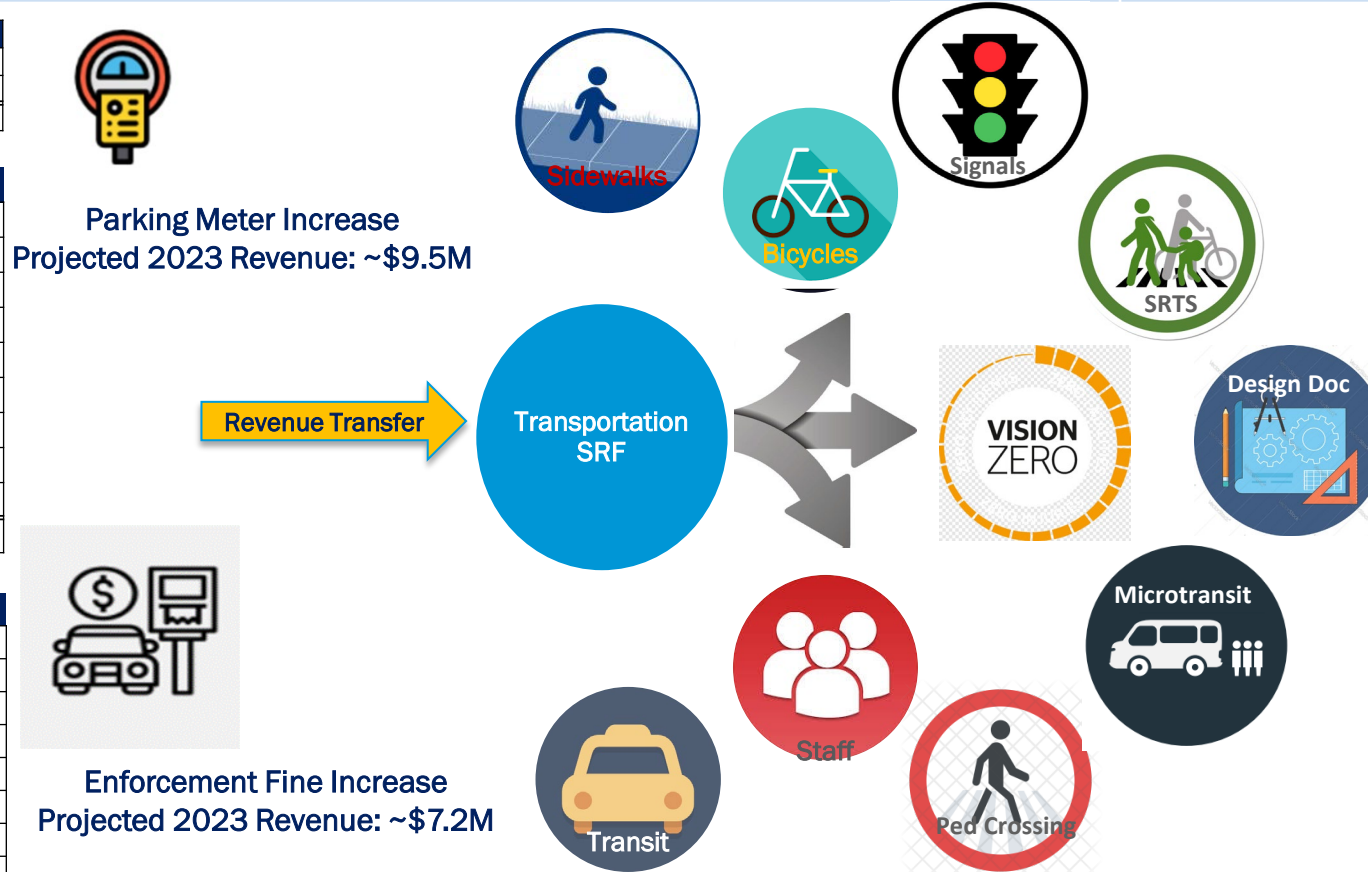 Parking Meter Increase
Projected 2023 Revenue: ~$9.5M
Revenue Transfer
Enforcement Fine Increase
Projected 2023 Revenue: ~$7.2M
Transportation
SRF
Sidewalks
Bicycles
Signals
SRTS
VISION
ZERO
Design Doc
Microtransit
Staff
Ped Crossing
Transit
$